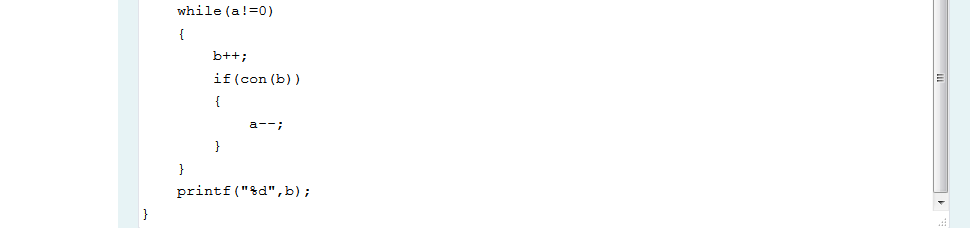 while(a!=0)
{
b++;
if(con(b))
{
a--;
}
}
printf("%d",b);
}